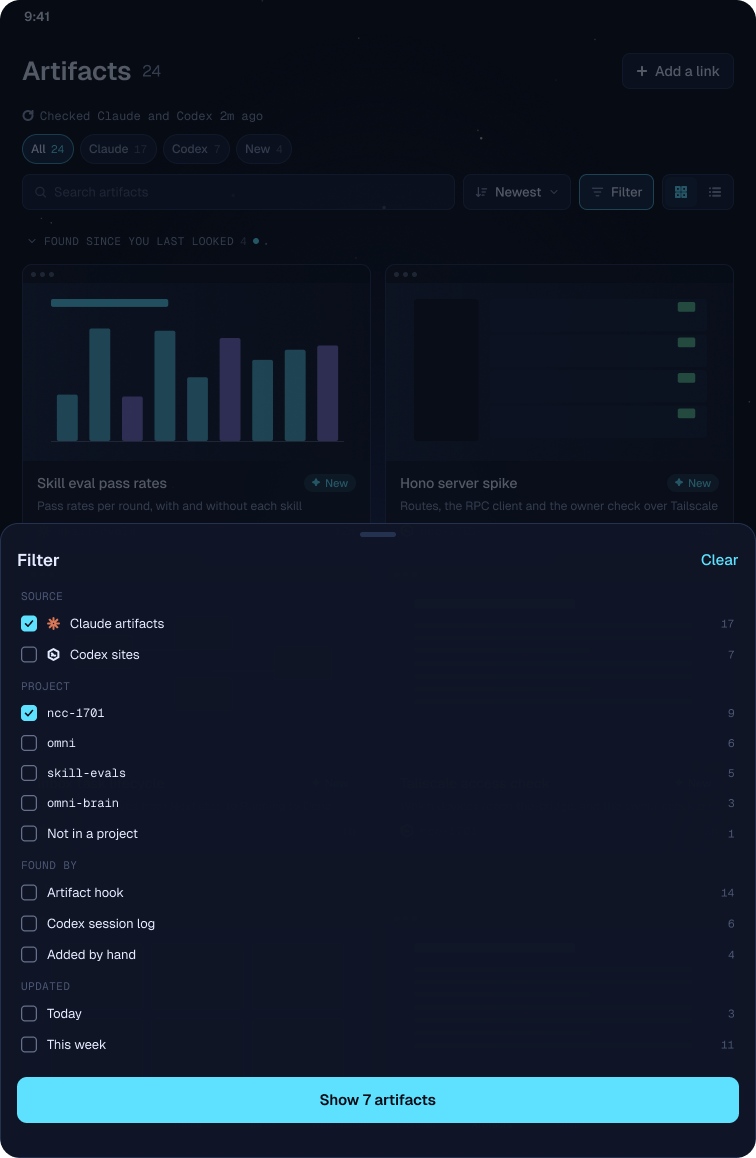 9:41
Artifacts 24
+ Add a link
Checked Claude and Codex 2m ago
All 24 Claude 17 Codex 7 New 4
Search artifacts
Newest
Filter
FOUND SINCE YOU LAST LOOKED 4
Skill eval pass rates
New
Pass rates per round, with and without each skill
Hono server spike
New
Routes, the RPC client and the owner check over Tailscale
Filter
Clear
SOURCE
Claude artifacts 17
Codex sites 7
PROJECT
ncc-1701 9
omni 6
skill-evals 5
omni-brain 3
Not in a project 1
FOUND BY
Artifact hook 14
Codex session log 6
Added by hand 4
UPDATED
Today 3
This week 11
Show 7 artifacts